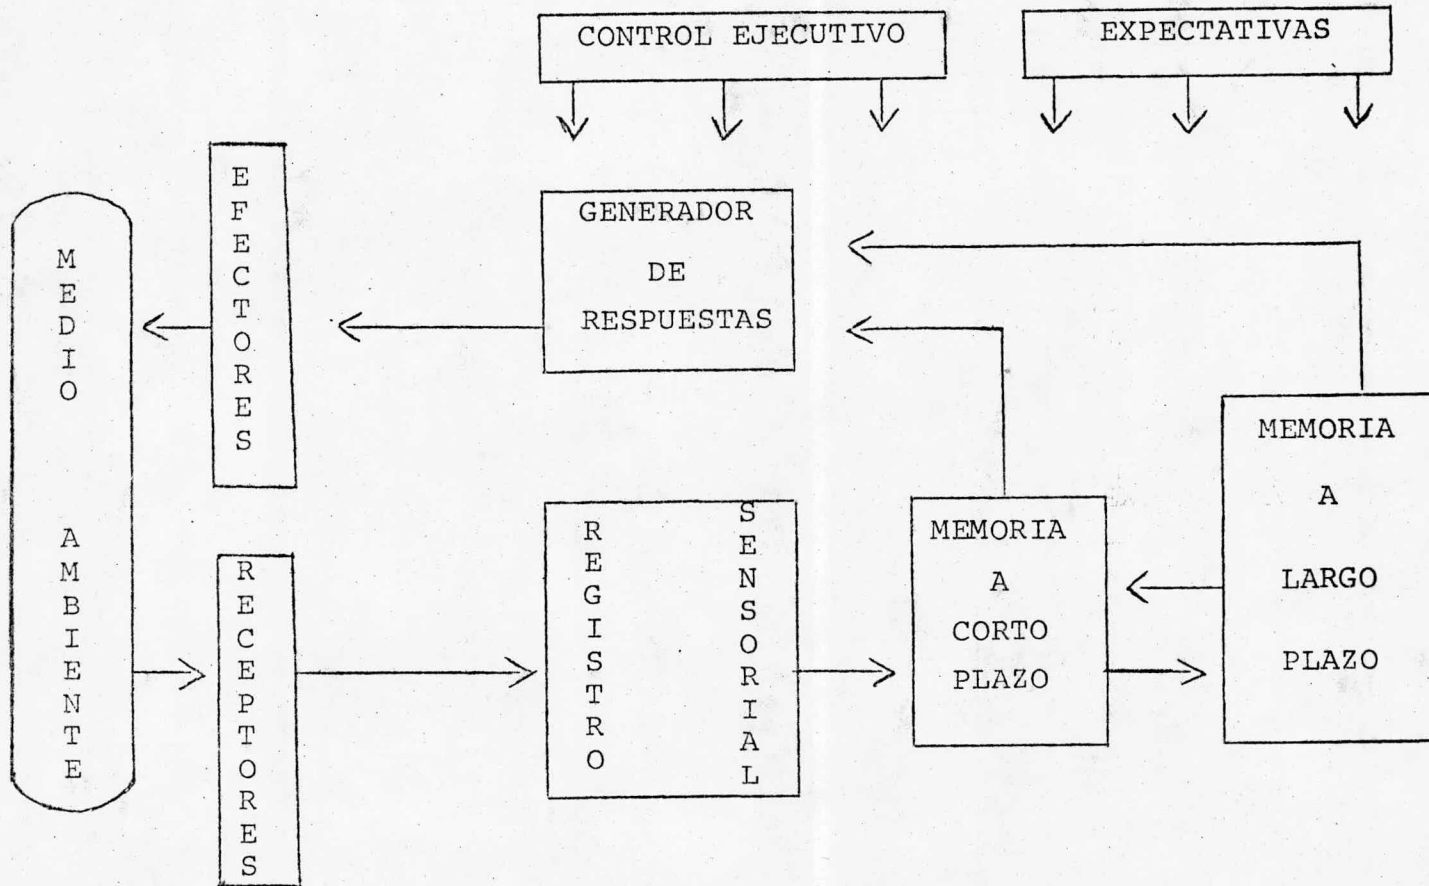 CONTROL EJECUTIVO
EXPECTATIVAS
EFECTORES
GENERADOR
DE
RESPUESTAS
MEDIO AMBIENTE
MEMORIA
A
LARGO
PLAZO
RECEPTORES
REGISTRO
SENSORIAL
MEMORIA
A
CORTO
PLAZO